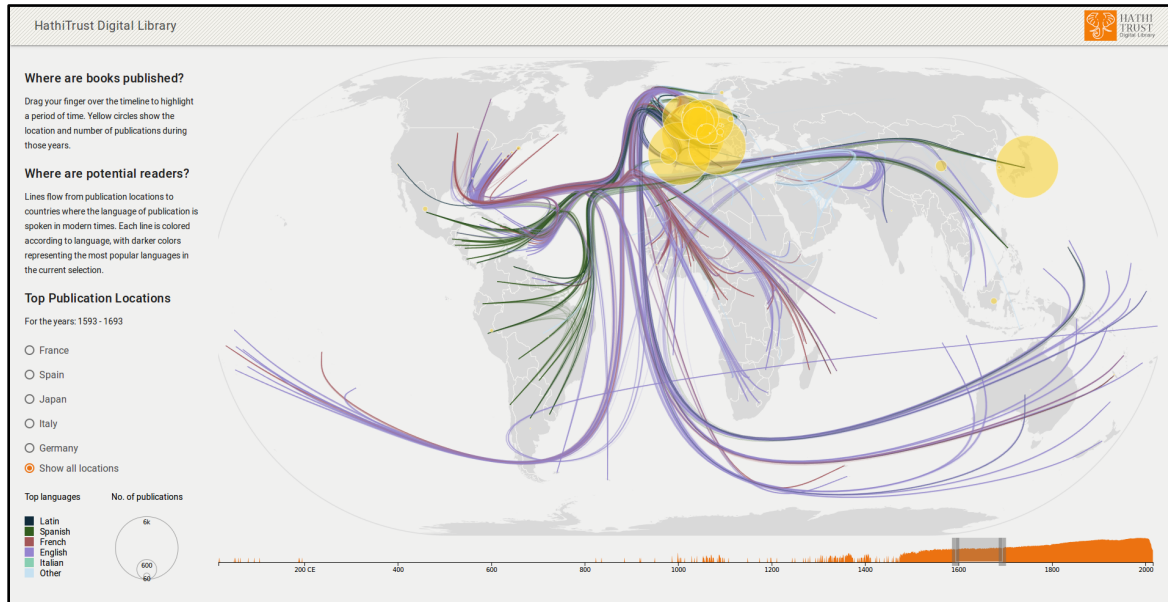 HathiTrust Digital Library
HATHI
TRUST
Digital Library
Where are books published?
Drag your finger over the timeline to highlight
a period of time. Yellow circles show the
location and number of publications during
those years.
Where are potential readers?
Lines flow from publication locations to
countries where the language of publication is
spoken in modern times. Each line is colored
according to language, with darker colors
representing the most popular languages in
the current selection.
Top Publication Locations
For the years: 1593 - 1693
France
Spain
Japan
Italy
Germany
Show all locations
Top languages
No. of publications
Latin
Spanish
French
English
Italian
Other
6k
600
60
200 CE
400
600
800
1000
1200
1400
1600
1800
2000